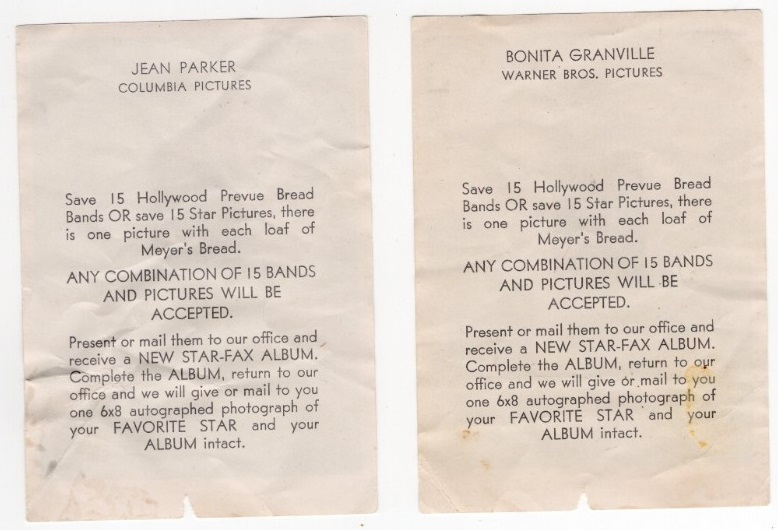 JEAN PARKER
COLUMBIA PICTURES
Save 15 Hollywood Prevue Bread
Bands OR save 15 Star Pictures, there
is one picture with each loaf of
Meyer's Bread.
ANY COMBINATION OF 15 BANDS
AND PICTURES WILL BE
ACCEPTED.
Present or mail them to our office and
receive a NEW STAR-FAX ALBUM.
Complete the ALBUM, return to our
office and we will give or mail to you
one 6x8 autographed photograph of
your FAVORITE STAR and your
ALBUM intact.
BONITA GRANVILLE
WARNER BROS. PICTURES
Save 15 Hollywood Prevue Bread
Bands OR save 15 Star Pictures, there
is one picture with each loaf of
Meyer's Bread.
ANY COMBINATION OF 15 BANDS
AND PICTURES WILL BE
ACCEPTED.
Present or mail them to our office and
receive a NEW STAR-FAX ALBUM.
Complete the ALBUM, return to our
office and we will give or mail to you
one 6x8 autographed photograph of
your FAVORITE STAR and your
ALBUM intact.